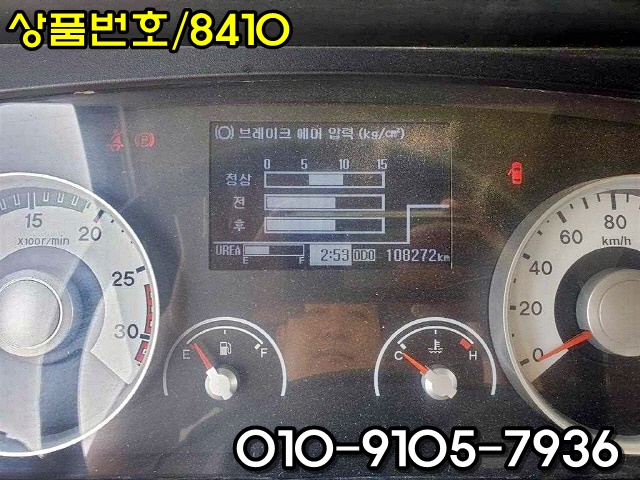 상품번호/8410
(O) 브레이크 에어 압력 (kg/㎠)
0 5 10 15
정상
전
후
UREA E F 2:53 ODO 108272km
15 20 25 30
X100r/min
0 20 40 60 80
km/h
E F
C H
010-9105-7936